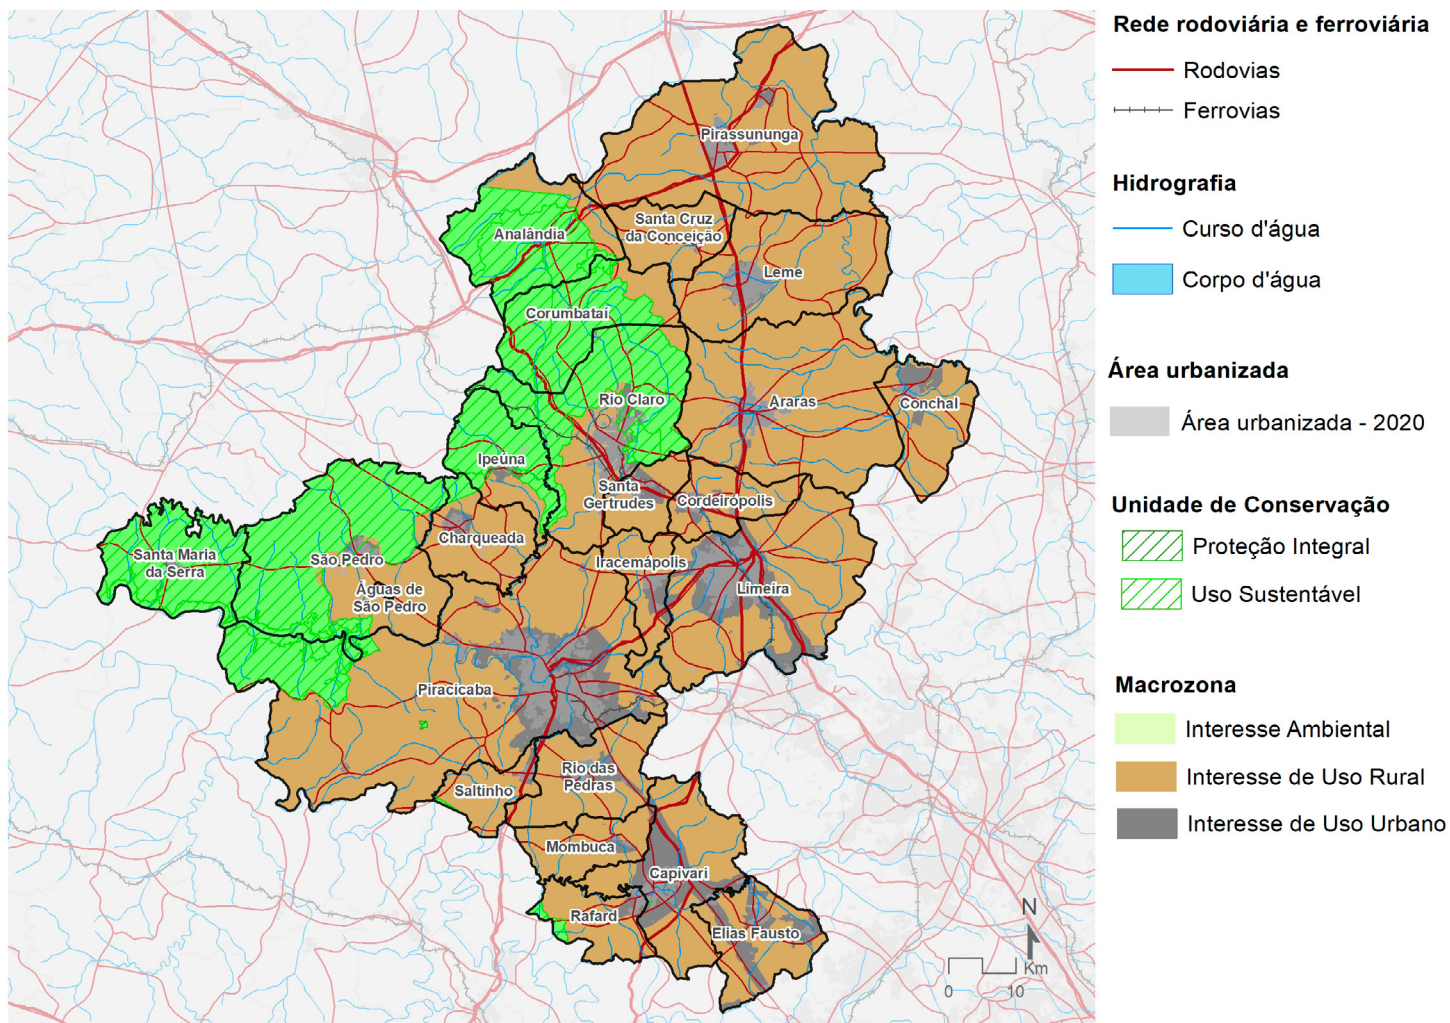 Pirassununga
Santa Cruz
da Conceição
Analândia
Leme
Corumbataí
Rio Claro
Araras
Conchal
Ipeúna
Santa
Gertrudes
Cordeirópolis
Charqueada
Santa Maria
da Serra
São Pedro
Iracemápolis
Limeira
Águas de
São Pedro
Piracicaba
Rio das
Pedras
Saltinho
Mombuca
Capivari
Rafard
Elias Fausto
N
Km
0 10
Rede rodoviária e ferroviária
Rodovias
Ferrovias
Hidrografia
Curso d'água
Corpo d'água
Área urbanizada
Área urbanizada - 2020
Unidade de Conservação
Proteção Integral
Uso Sustentável
Macrozona
Interesse Ambiental
Interesse de Uso Rural
Interesse de Uso Urbano